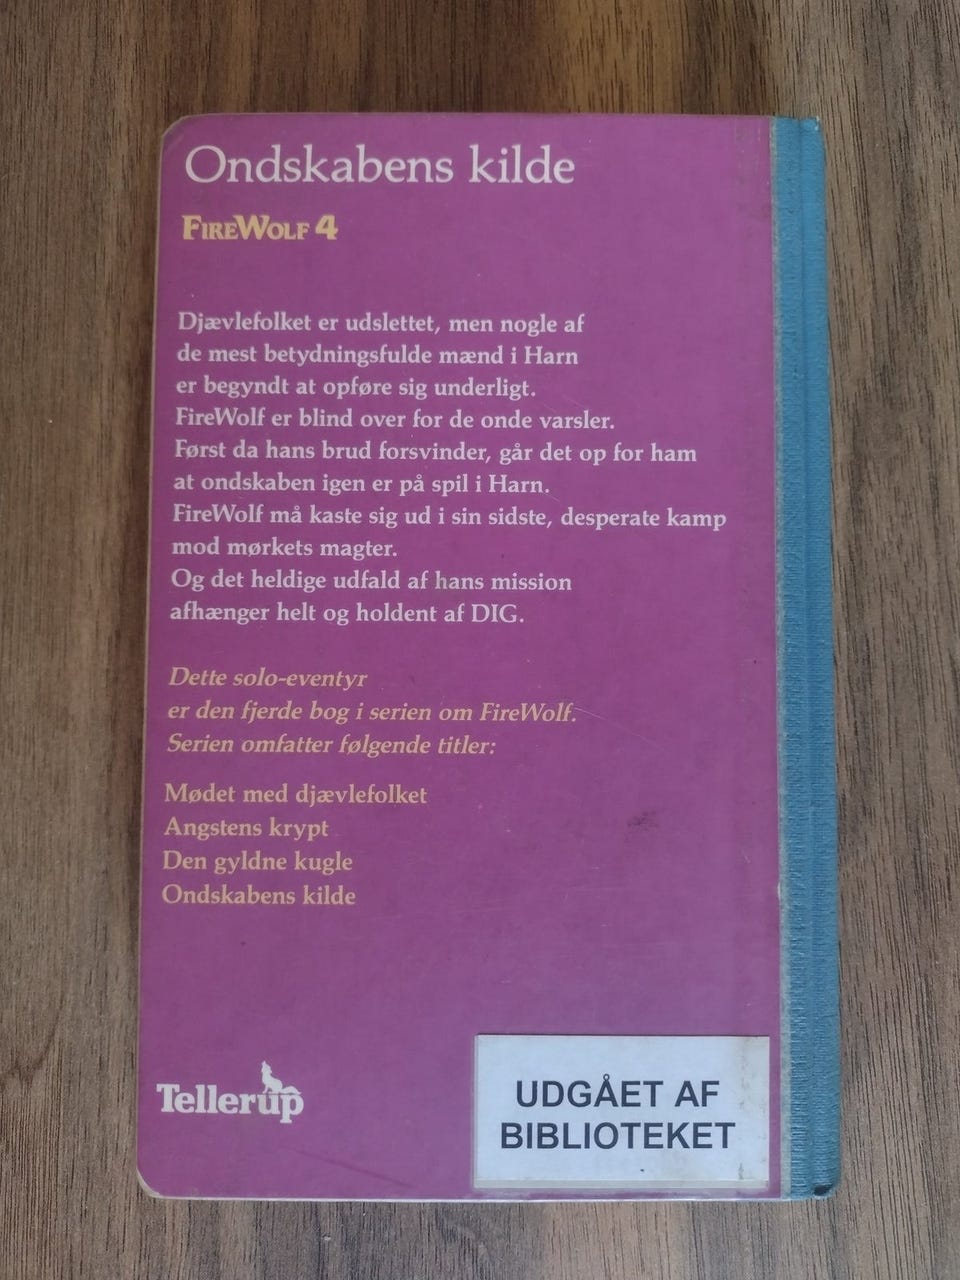 Ondskabens kilde
FIREWOLF 4
Djævlefolket er udslettet, men nogle af
de mest betydningsfulde mænd i Harn
er begyndt at opføre sig underligt.
FireWolf er blind over for de onde varsler.
Først da hans brud forsvinder, går det op for ham
at ondskaben igen er på spil i Harn.
FireWolf må kaste sig ud i sin sidste, desperate kamp
mod mørkets magter.
Og det heldige udfald af hans mission
afhænger helt og holdent af DIG.
Dette solo-eventyr
er den fjerde bog i serien om FireWolf.
Serien omfatter følgende titler:
Mødet med djævlefolket
Angstens krypt
Den gyldne kugle
Ondskabens kilde
Tellerup
UDGÅET AF
BIBLIOTEKET